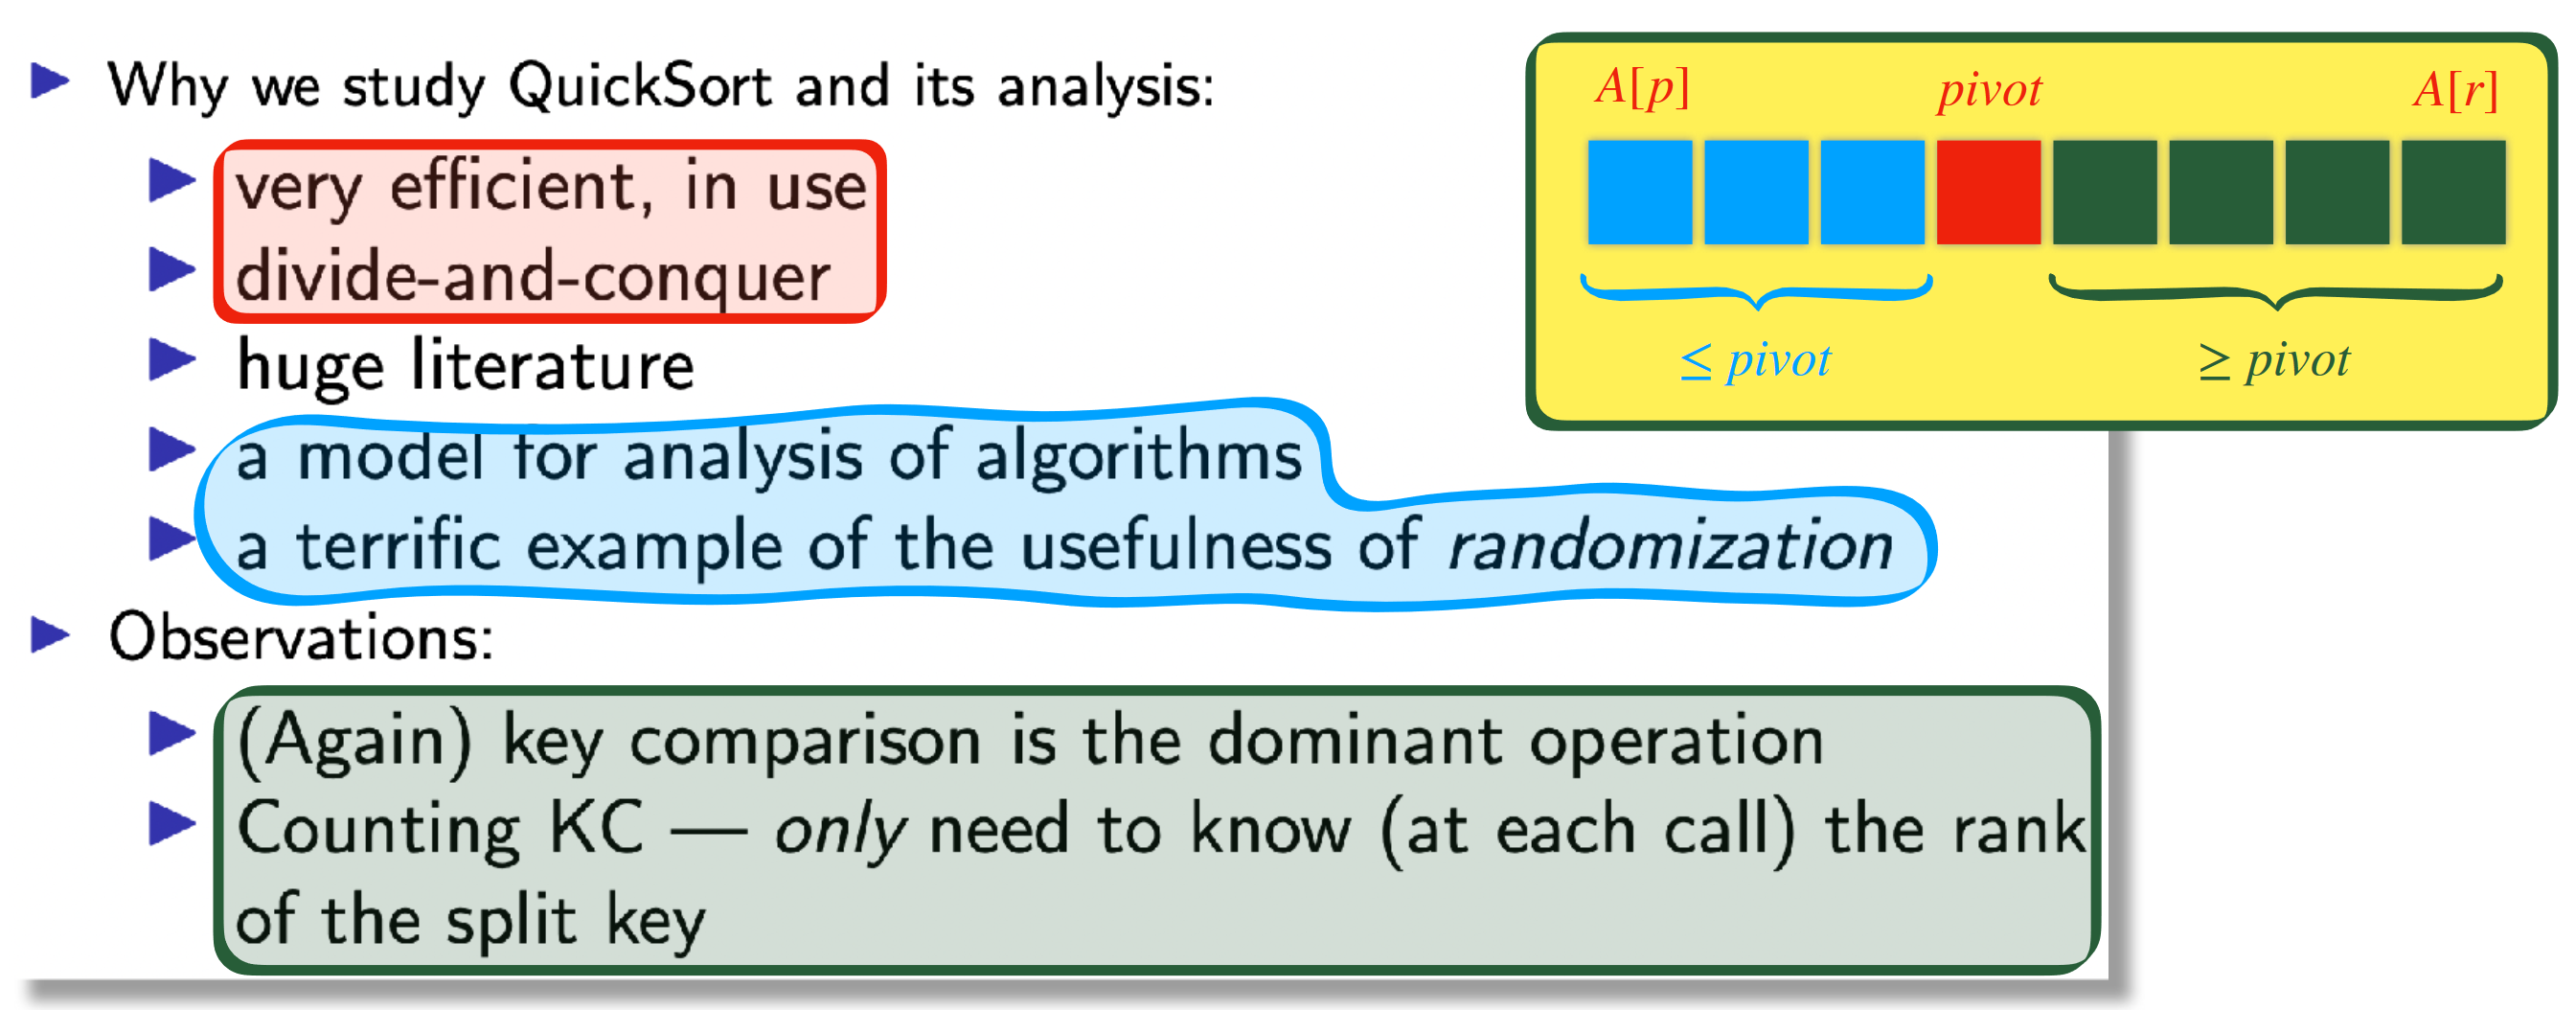 Why we study QuickSort and its analysis:
very efficient, in use
divide-and-conquer
huge literature
a model for analysis of algorithms
a terrific example of the usefulness of randomization
Observations:
(Again) key comparison is the dominant operation
Counting KC — only need to know (at each call) the rank
of the split key
A[p] pivot A[r]
≤ pivot ≥ pivot